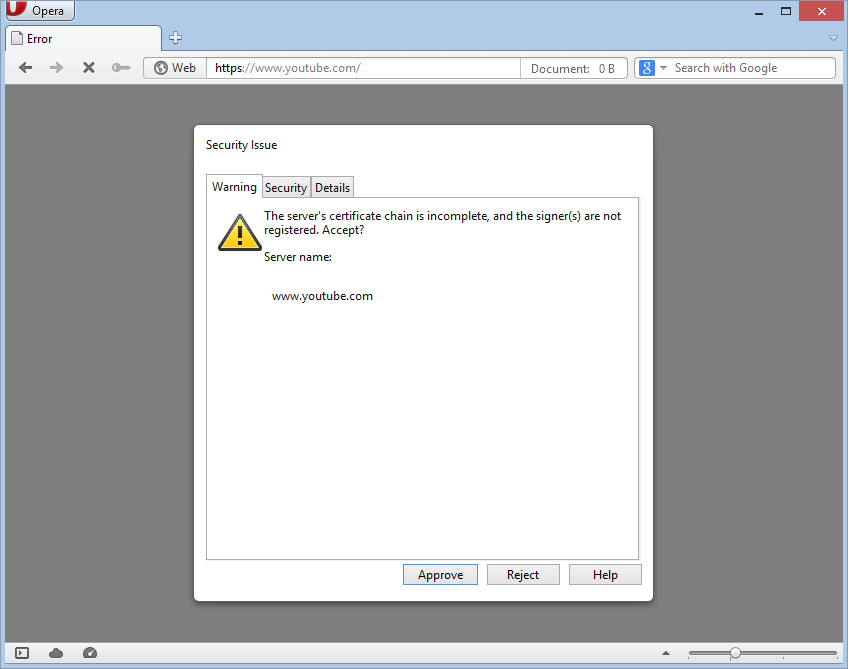 Opera
Error
Web https://www.youtube.com/ Document: 0 B 8 Search with Google
Security Issue
Warning Security Details
The server's certificate chain is incomplete, and the signer(s) are not
registered. Accept?
Server name:
www.youtube.com
Approve Reject Help